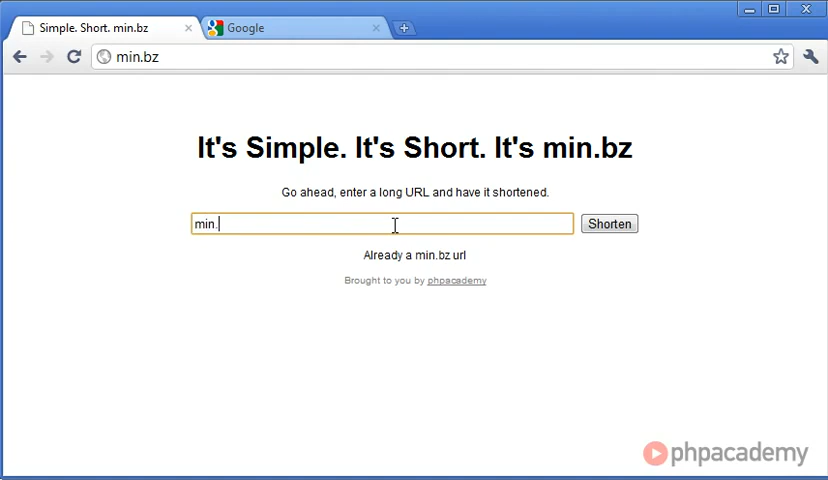 Simple. Short. min.bz
Google
min.bz
It's Simple. It's Short. It's min.bz
Go ahead, enter a long URL and have it shortened.
min.
Shorten
Already a min.bz url
Brought to you by phpacademy
phpacademy